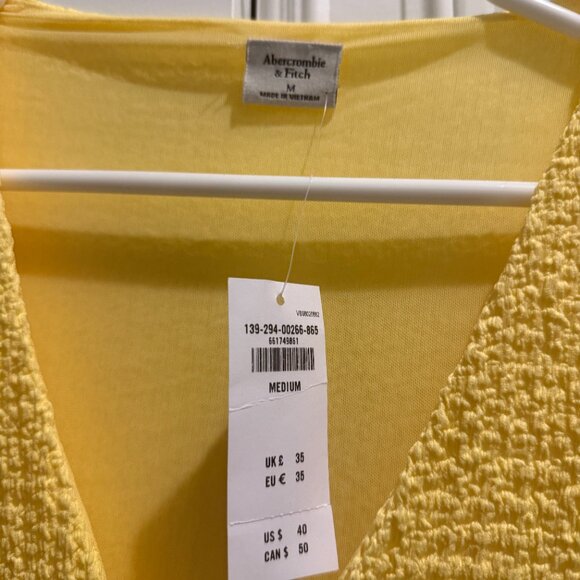 Abercrombie
& Fitch
M
MADE IN VIETNAM
139-294-00266-865
661749861
MEDIUM
UK £ 35
EU € 35
US $ 40
CAN $ 50